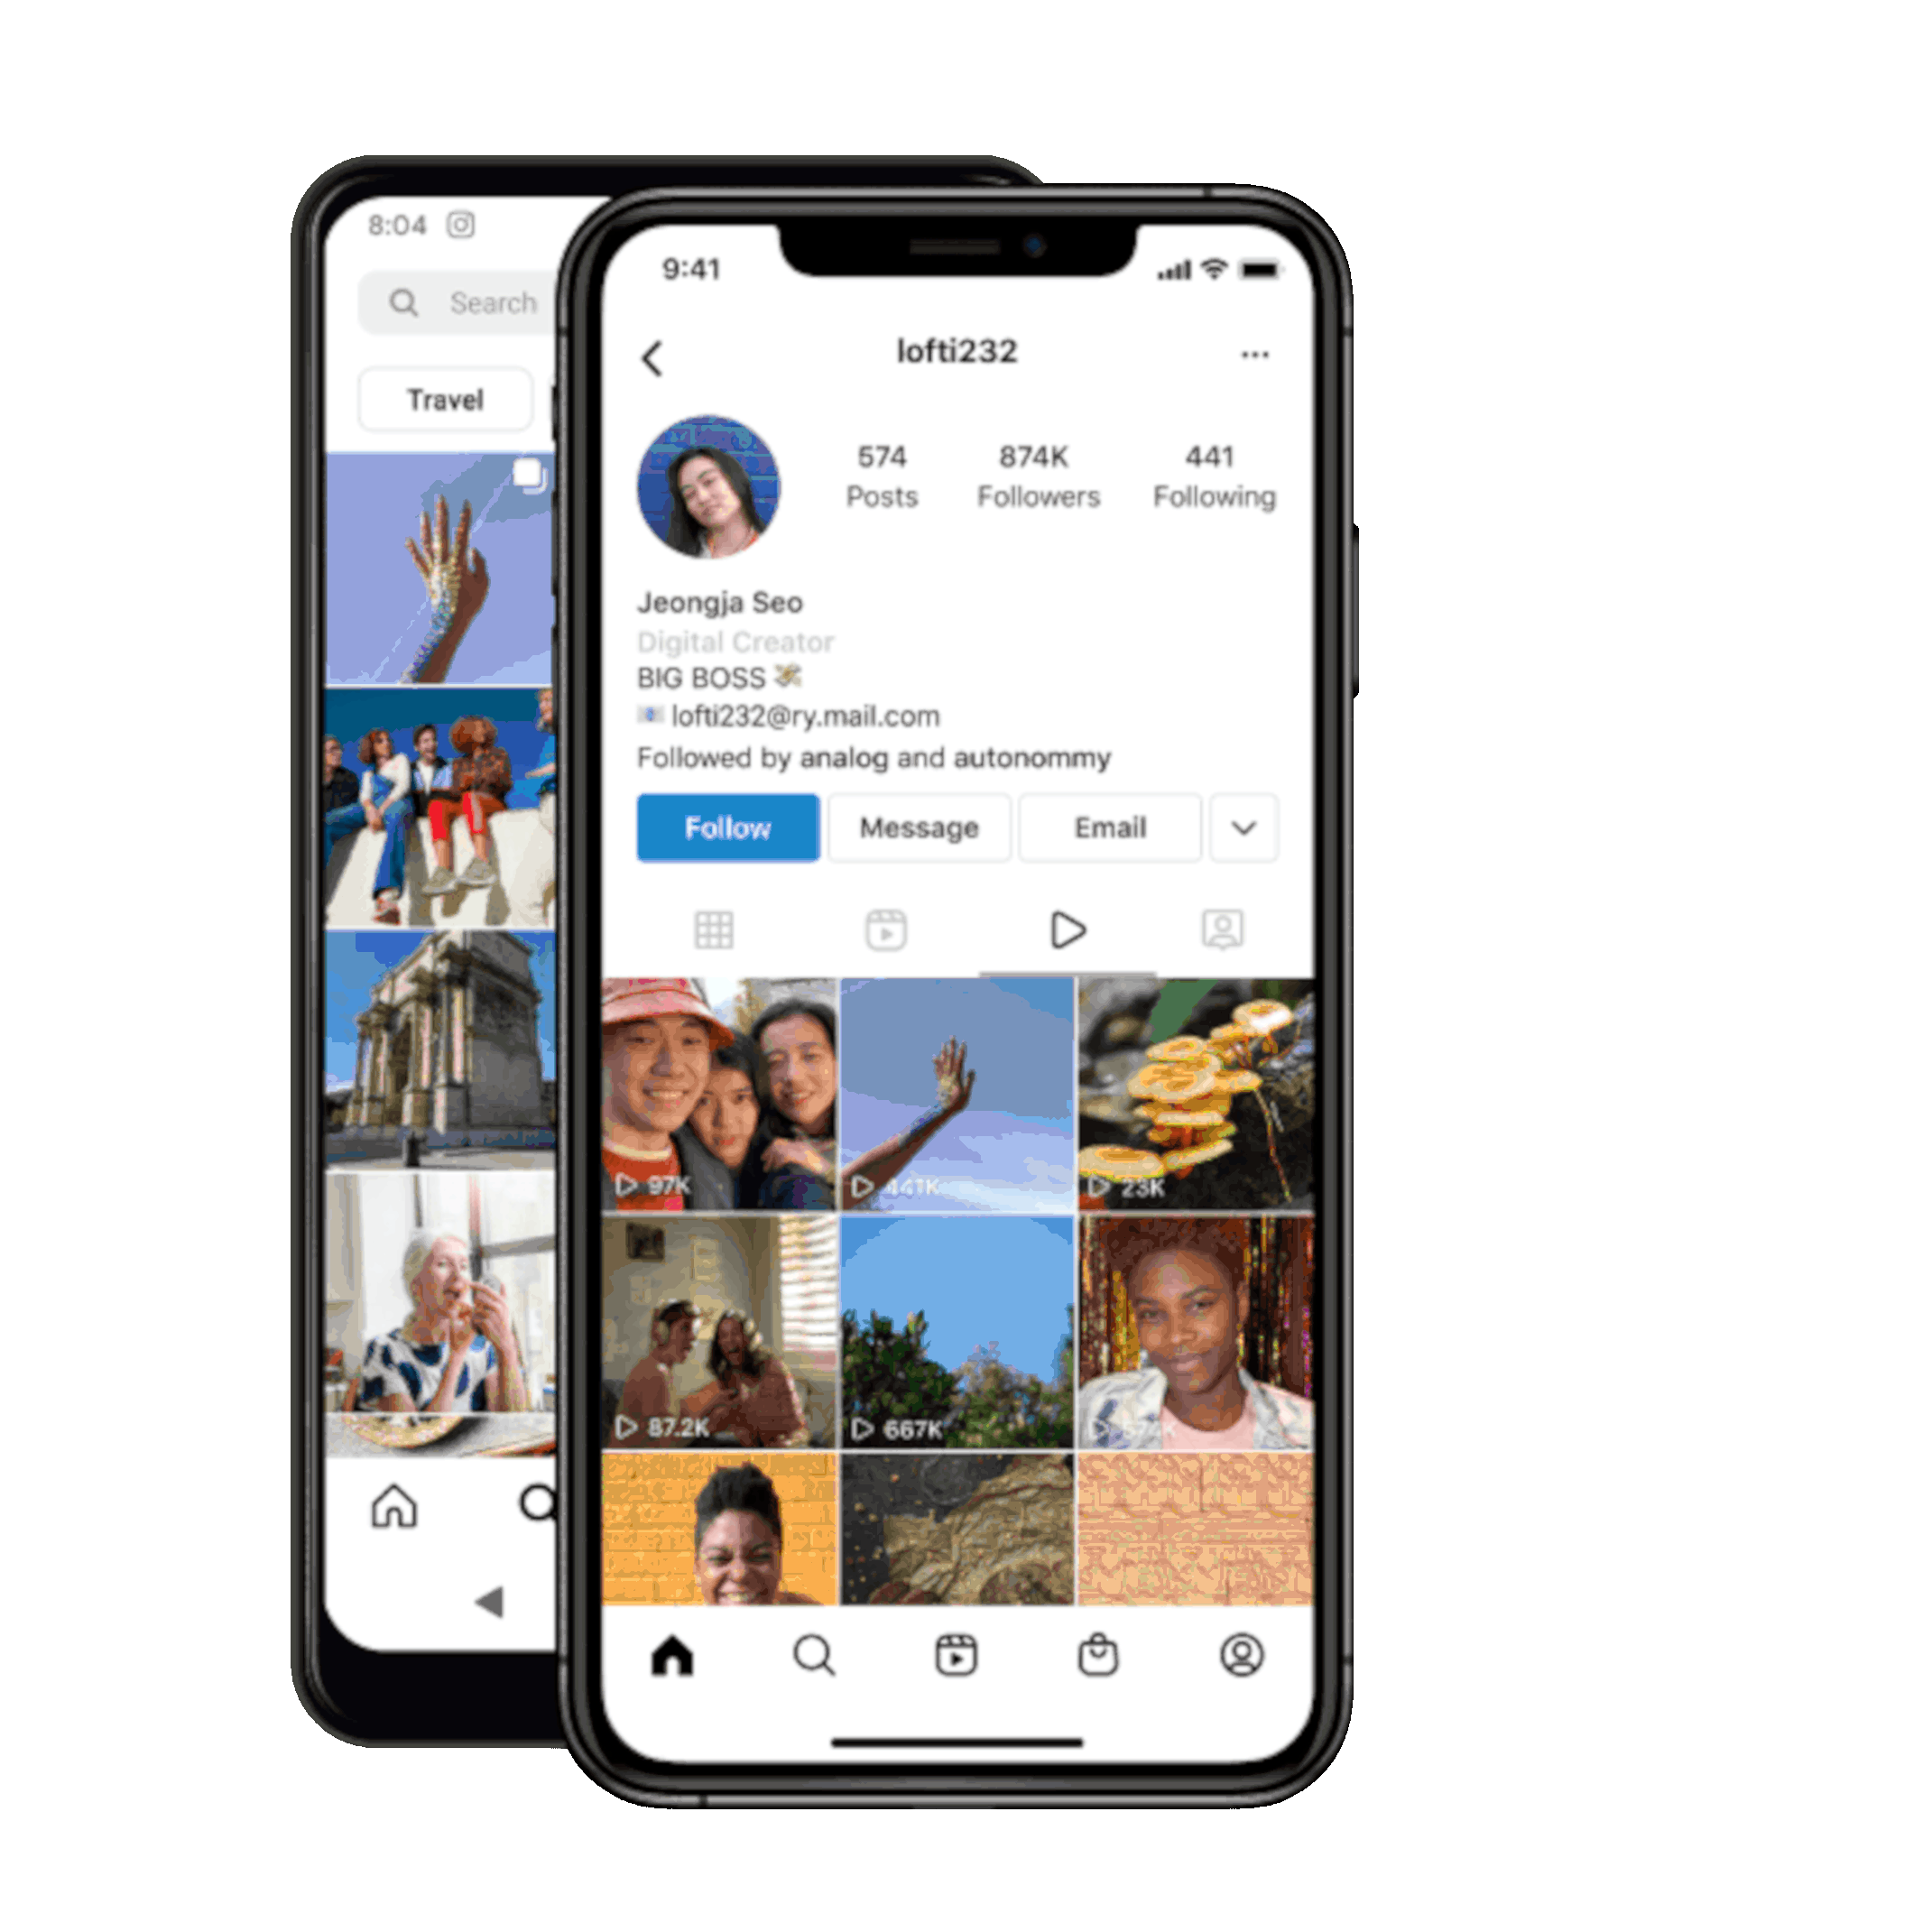 8:04
Search
Travel
9:41
lofti232
574 874K 441
Posts Followers Following
Jeongja Seo
Digital Creator
BIG BOSS
lofti232@ry.mail.com
Followed by analog and autonommy
Follow Message Email
97K 441K 23K
87.2K 667K